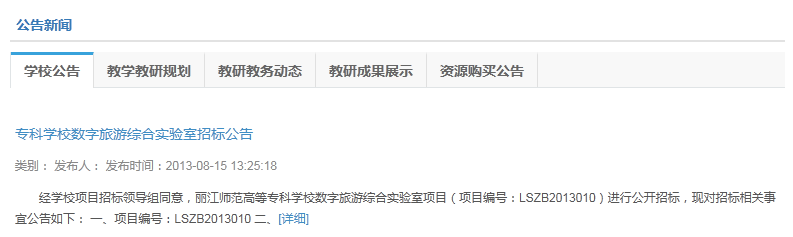 公告新闻
学校公告 教学教研规划 教研教务动态 教研成果展示 资源购买公告
专科学校数字旅游综合实验室招标公告
类别： 发布人： 发布时间：2013-08-15 13:25:18
经学校项目招标领导组同意，丽江师范高等专科学校数字旅游综合实验室项目（项目编号：LSZB2013010）进行公开招标，现对招标相关事
宜公告如下： 一、项目编号：LSZB2013010 二、[详细]